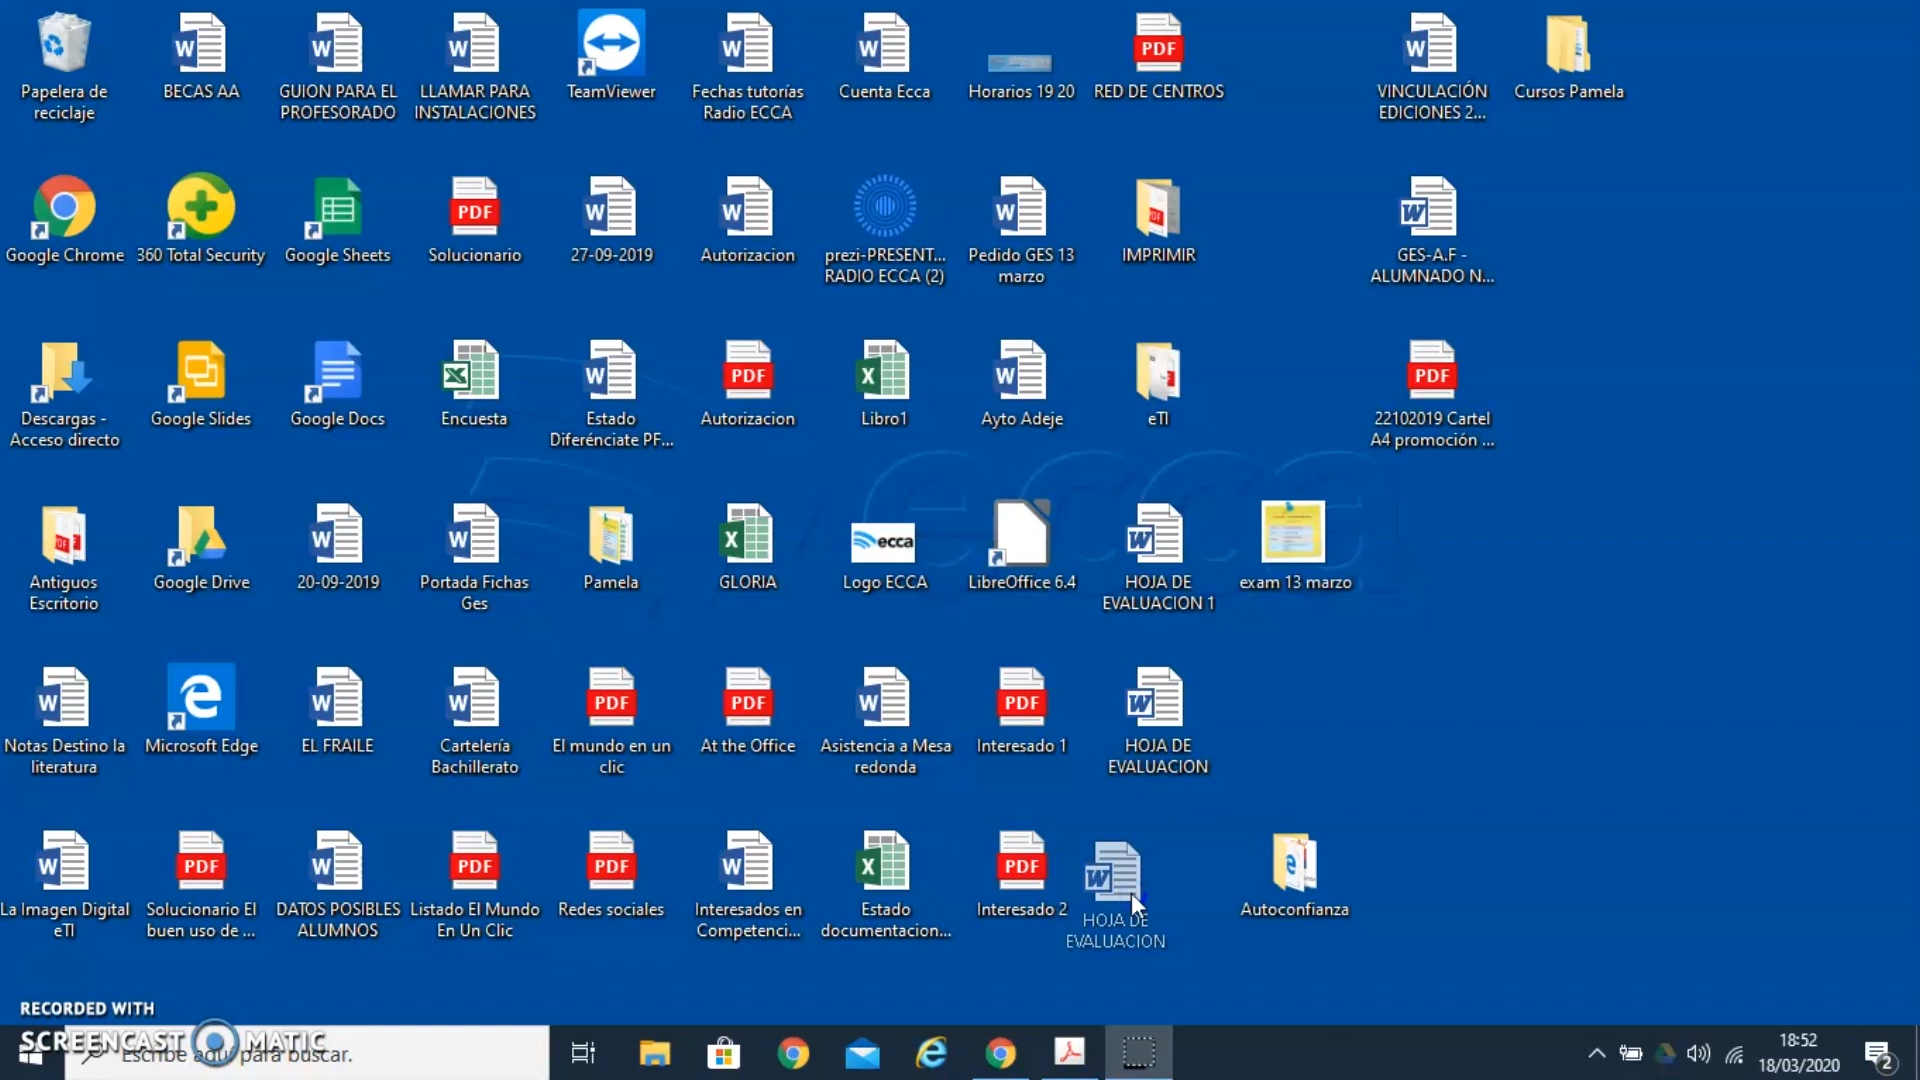 Papelera de
reciclaje
BECAS AA
GUION PARA EL
PROFESORADO
LLAMAR PARA
INSTALACIONES
TeamViewer
Fechas tutorías
Radio ECCA
Cuenta Ecca
Horarios 19 20
PDF
RED DE CENTROS
VINCULACIÓN
EDICIONES 2...
Cursos Pamela
Google Chrome
360 Total Security
Google Sheets
PDF
Solucionario
27-09-2019
Autorizacion
prezi-PRESENT...
RADIO ECCA (2)
Pedido GES 13
marzo
IMPRIMIR
GES-A.F -
ALUMNADO N...
Descargas -
Acceso directo
Google Slides
Google Docs
Encuesta
Estado
Diferénciate PF...
PDF
Autorizacion
Libro1
Ayto Adeje
eTI
PDF
22102019 Cartel
A4 promoción ...
ecca
Antiguos
Escritorio
Google Drive
20-09-2019
Portada Fichas
Ges
Pamela
GLORIA
ecca
Logo ECCA
LibreOffice 6.4
HOJA DE
EVALUACION 1
exam 13 marzo
Notas Destino la
literatura
Microsoft Edge
EL FRAILE
Cartelería
Bachillerato
PDF
El mundo en un
clic
PDF
At the Office
Asistencia a Mesa
redonda
PDF
Interesado 1
HOJA DE
EVALUACION
La Imagen Digital
eTI
PDF
Solucionario El
buen uso de ...
DATOS POSIBLES
ALUMNOS
PDF
Listado El Mundo
En Un Clic
PDF
Redes sociales
Interesados en
Competenci...
Estado
documentacion...
PDF
Interesado 2
HOJA DE
EVALUACION
Autoconfianza
RECORDED WITH
SCREENCAST MATIC
Escribe aquí para buscar.
18:52
18/03/2020
2